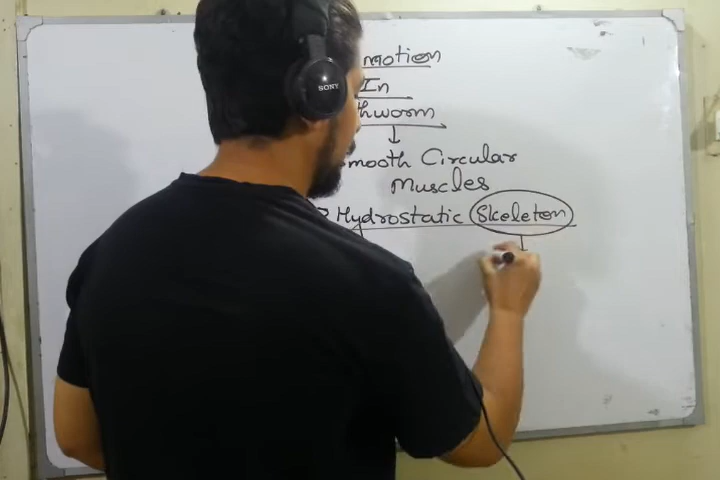 motion
In
thworm
mooth Circular
Muscles
Hydrostatic Skeleton
SONY